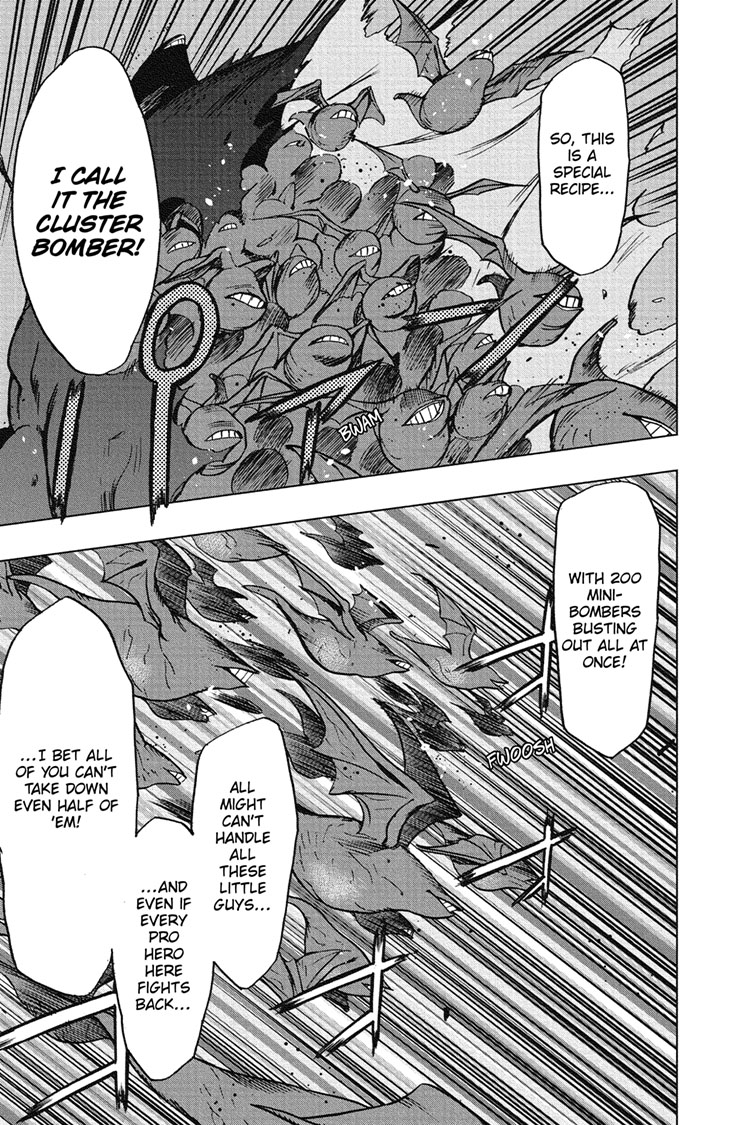 SO, THIS
IS A
SPECIAL
RECIPE...
I CALL
IT THE
CLUSTER
BOMBER!
BWAM
WITH 200
MINI-
BOMBERS
BUSTING
OUT ALL AT
ONCE!
FWOOSH
ALL
MIGHT
CAN'T
HANDLE
ALL
THESE
LITTLE
GUYS...
...AND
EVEN IF
EVERY
PRO
HERO
HERE
FIGHTS
BACK...
...I BET ALL
OF YOU CAN'T
TAKE DOWN
EVEN HALF OF
'EM!